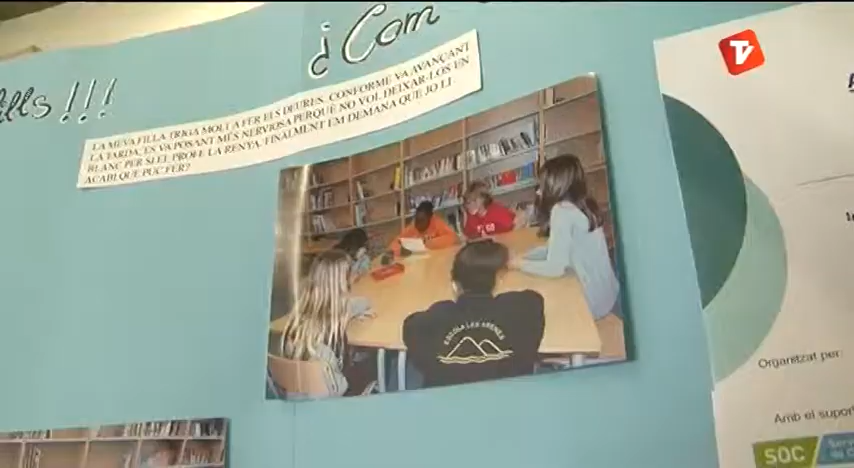 ¿Com
ills!!!
LA MEVA FILLA TRIGA MOLT A FER ELS DEURES, CONFORME VA AVANÇANT
LA TARDA, ES VA POSANT MÉS NERVIOSA PERQUÈ NO VOL DEIXAR-LOS EN
BLANC PER SI EL PROFE LA RENYA. FINALMENT EM DEMANA QUE JO LI
ACABI, QUE PUC FER?
ESCOLA LES ARENES
Organitzat per
Amb el suport
SOC